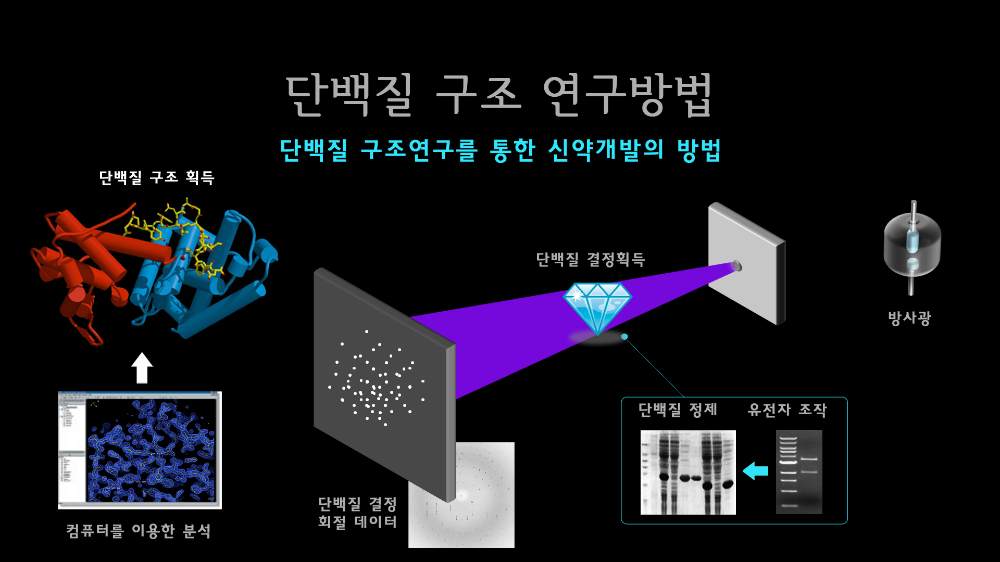 단백질 구조 연구방법
단백질 구조연구를 통한 신약개발의 방법
단백질 구조 획득
단백질 결정획득
방사광
단백질 정제
유전자 조작
단백질 결정
회절 데이터
컴퓨터를 이용한 분석